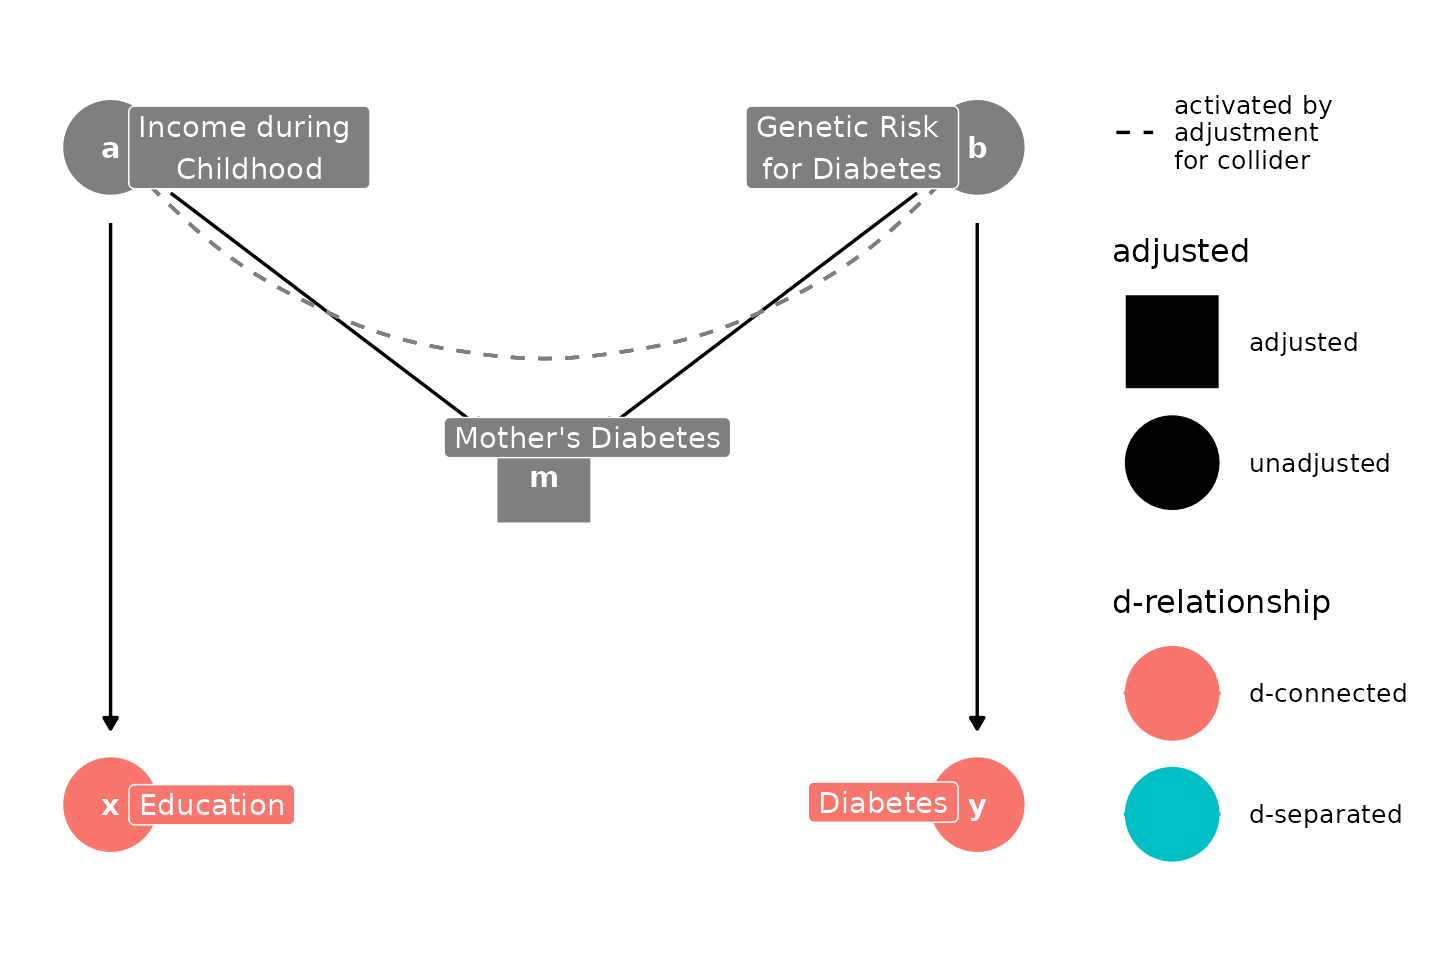 a
Income during
Childhood
Genetic Risk
for Diabetes
b
Mother's Diabetes
m
x
Education
Diabetes
y
activated by
adjustment
for collider
adjusted
adjusted
unadjusted
d-relationship
d-connected
d-separated